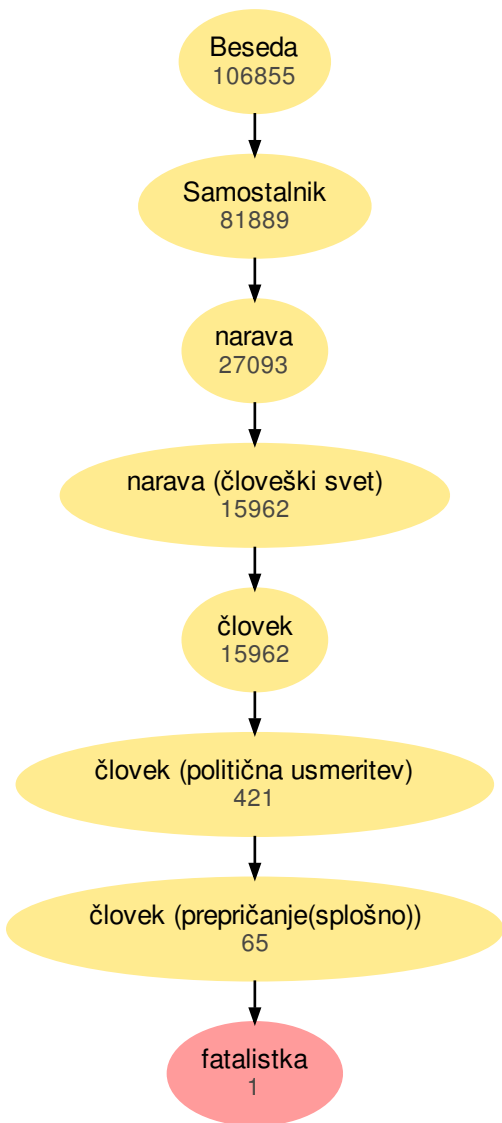 Beseda
106855
Samostalnik
81889
narava
27093
narava (človeški svet)
15962
človek
15962
človek (politična usmeritev)
421
človek (prepričanje(splošno))
65
fatalistka
1